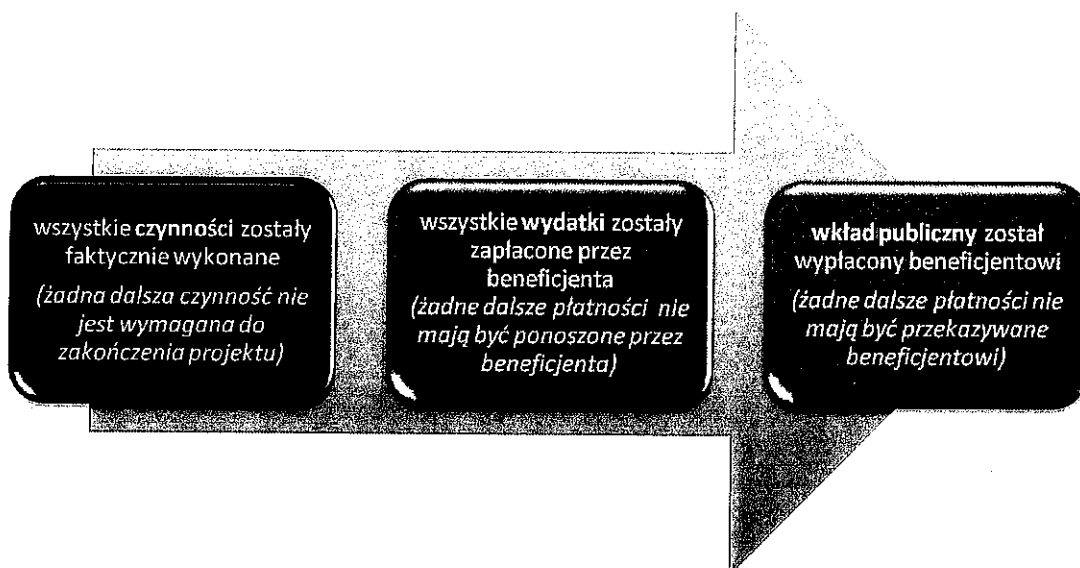 wszystkie czynności zostały
faktycznie wykonane
(żadna dalsza czynność nie
jest wymagana do
zakończenia projektu)
wszystkie wydatki zostały
zapłacone przez
beneficjenta
(żadne dalsze płatności nie
mają być ponoszone przez
beneficjenta)
wkład publiczny został
wypłacony beneficjentowi
(żadne dalsze płatności nie
mają być przekazywane
beneficjentowi)